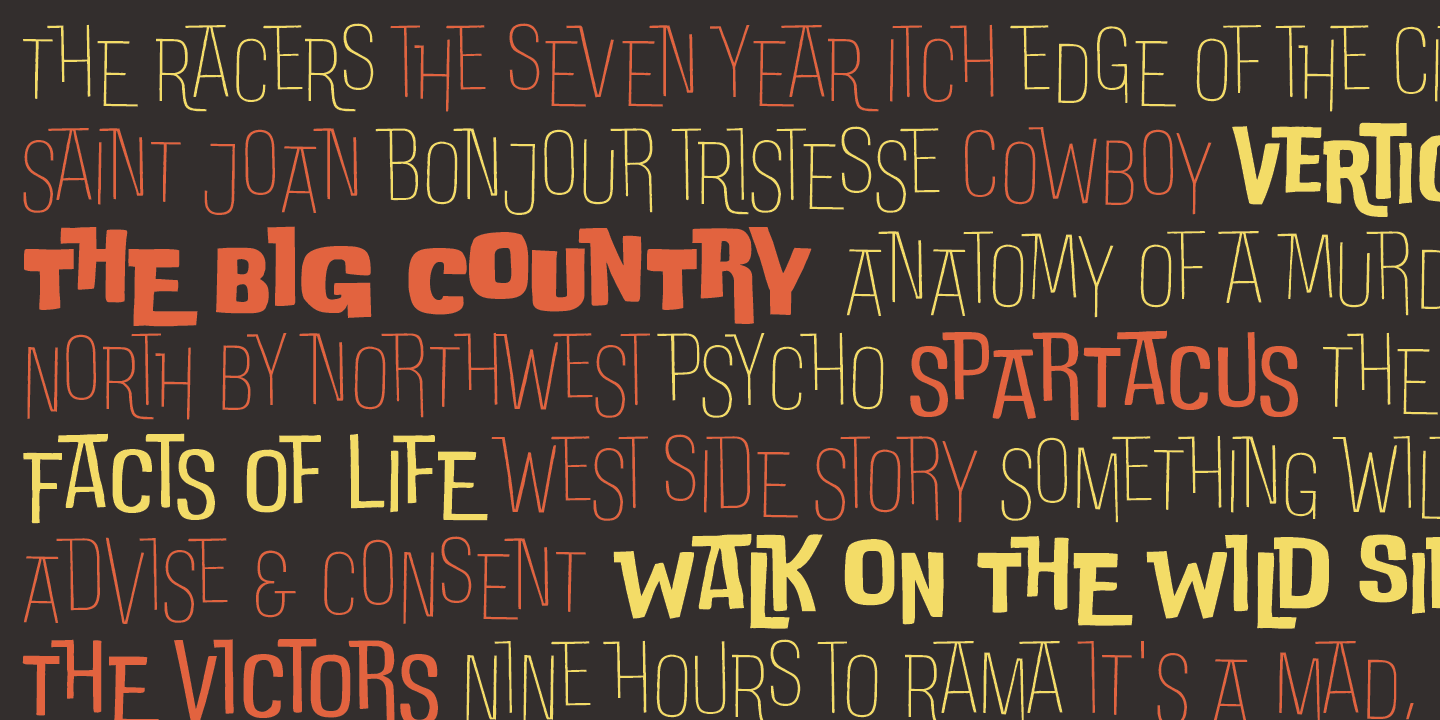 THE RACERS THE SEVEN YEAR ITCH EDGE OF THE CI
SAINT JOAN BONJOUR TRISTESSE COWBOY VERTIG
THE BIG COUNTRY ANATOMY OF A MURD
NORTH BY NORTHWEST PSYCHO SPARTACUS THE
FACTS OF LIFE WEST SIDE STORY SOMETHING WIL
ADVISE & CONSENT WALK ON THE WILD SI
THE VICTORS NINE HOURS TO RAMA IT'S A MAD,